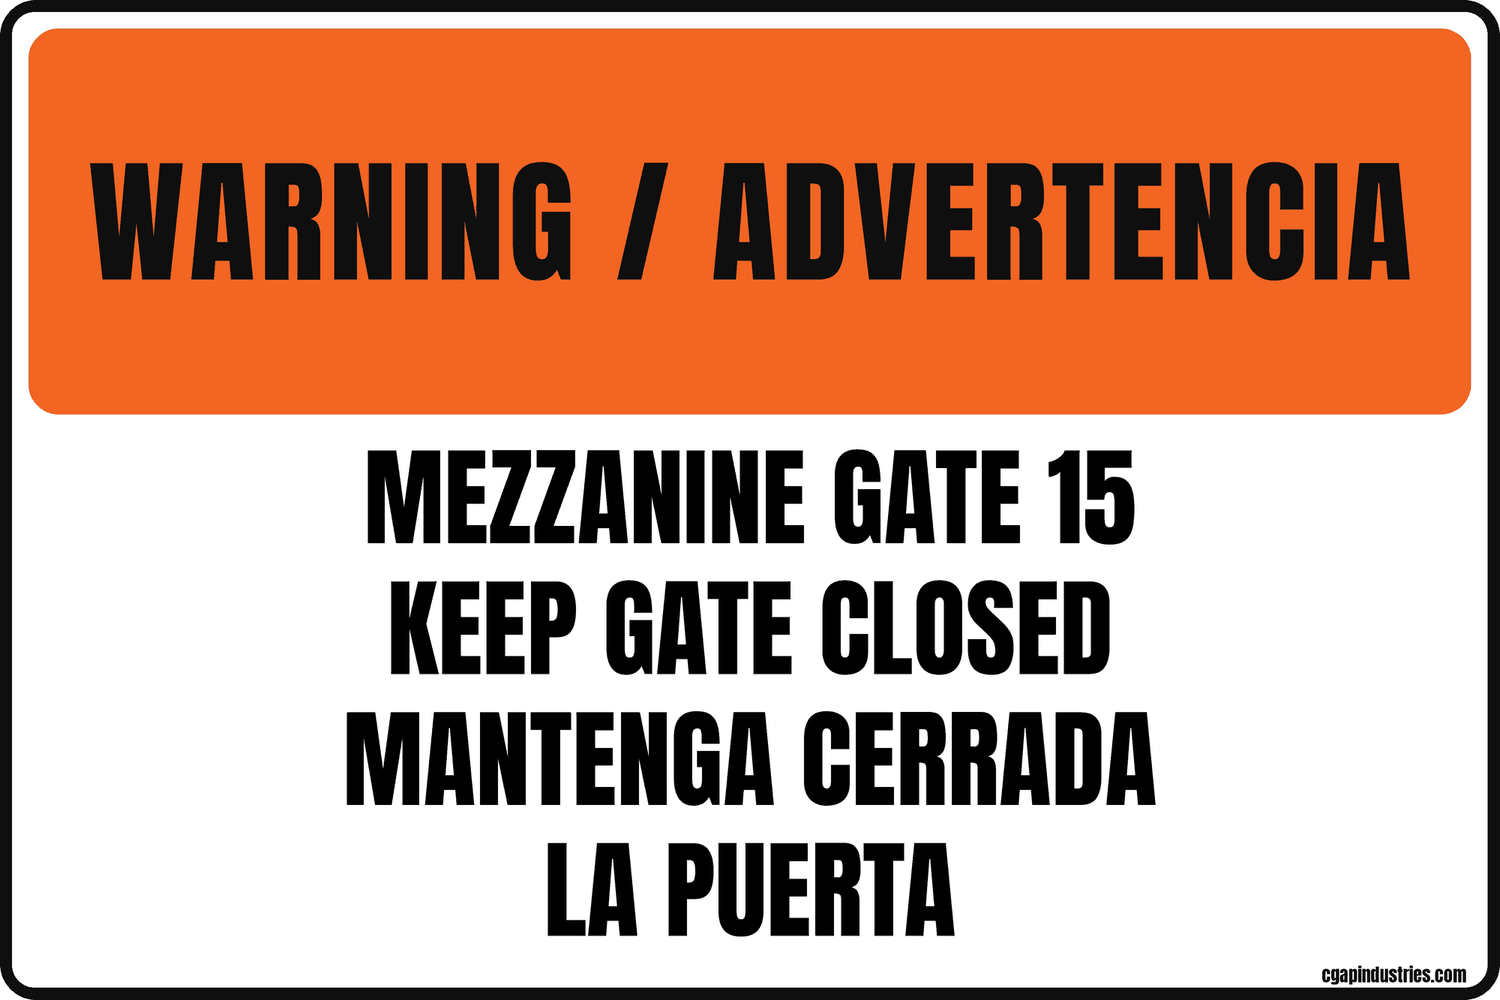 WARNING / ADVERTENCIA
MEZZANINE GATE 15
KEEP GATE CLOSED
MANTENGA CERRADA
LA PUERTA
cgapindustries.com